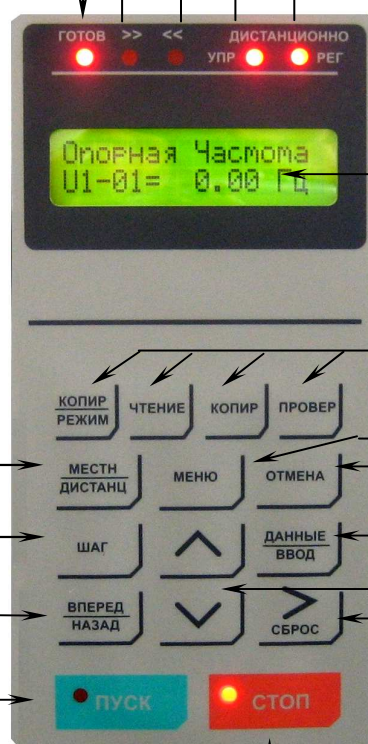 ГОТОВ >> << ДИСТАНЦИОННО
УПР РЕГ
Опорная Частота
U1-01= 0.00 Гц
КОПИР
РЕЖИМ
ЧТЕНИЕ
КОПИР
ПРОВЕР
МЕСТН
ДИСТАНЦ
МЕНЮ
ОТМЕНА
ШАГ
ДАННЫЕ
ВВОД
ВПЕРЕД
НАЗАД
>
СБРОС
ПУСК
СТОП